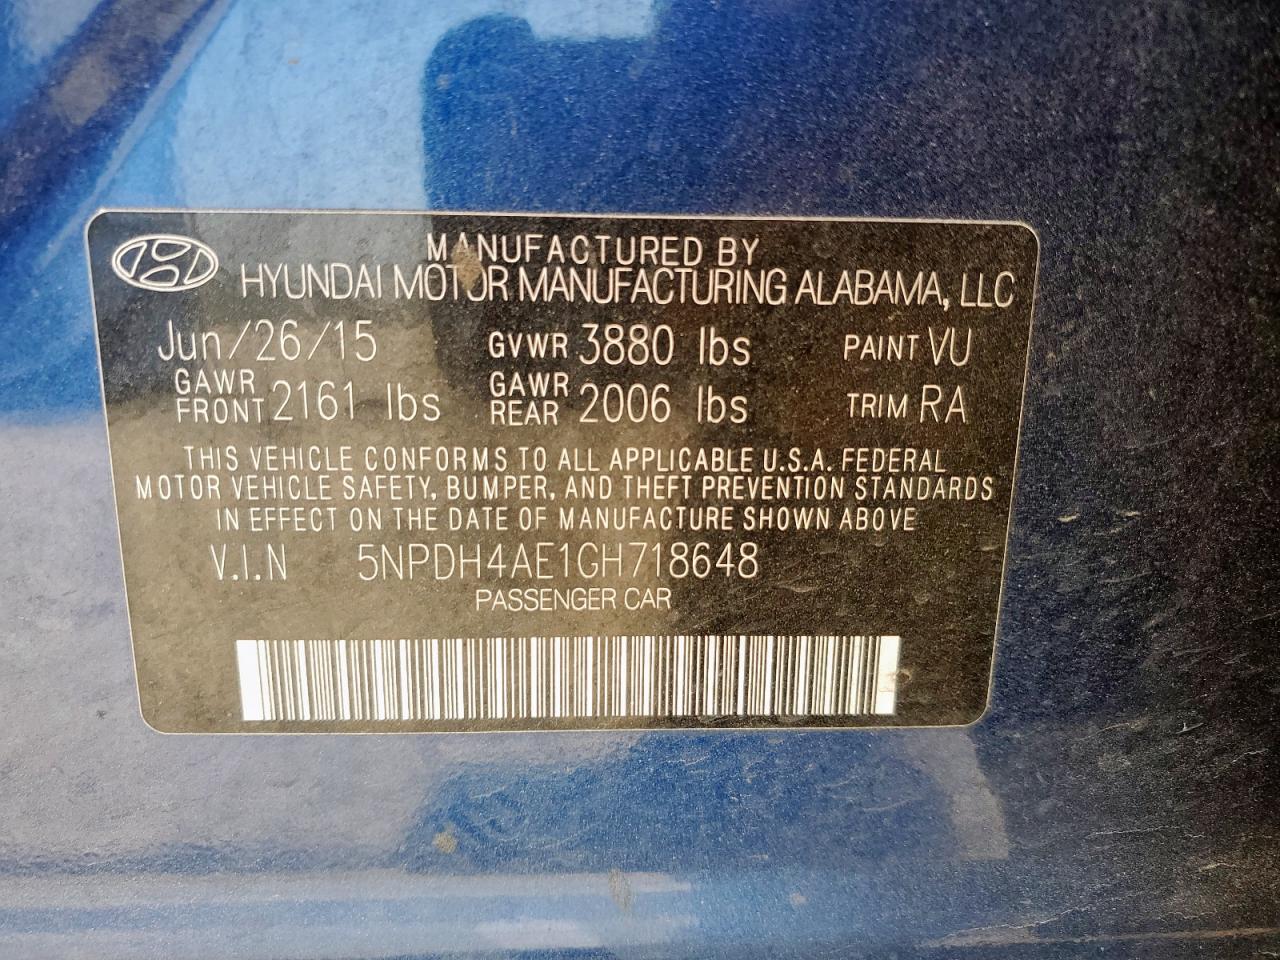 MANUFACTURED BY
HYUNDAI MOTOR MANUFACTURING ALABAMA, LLC
Jun/26/15 GVWR 3880 lbs PAINT VU
GAWR FRONT 2161 lbs GAWR REAR 2006 lbs TRIM RA
THIS VEHICLE CONFORMS TO ALL APPLICABLE U.S.A. FEDERAL
MOTOR VEHICLE SAFETY, BUMPER, AND THEFT PREVENTION STANDARDS
IN EFFECT ON THE DATE OF MANUFACTURE SHOWN ABOVE
V.I.N 5NPDH4AE1GH718648
PASSENGER CAR